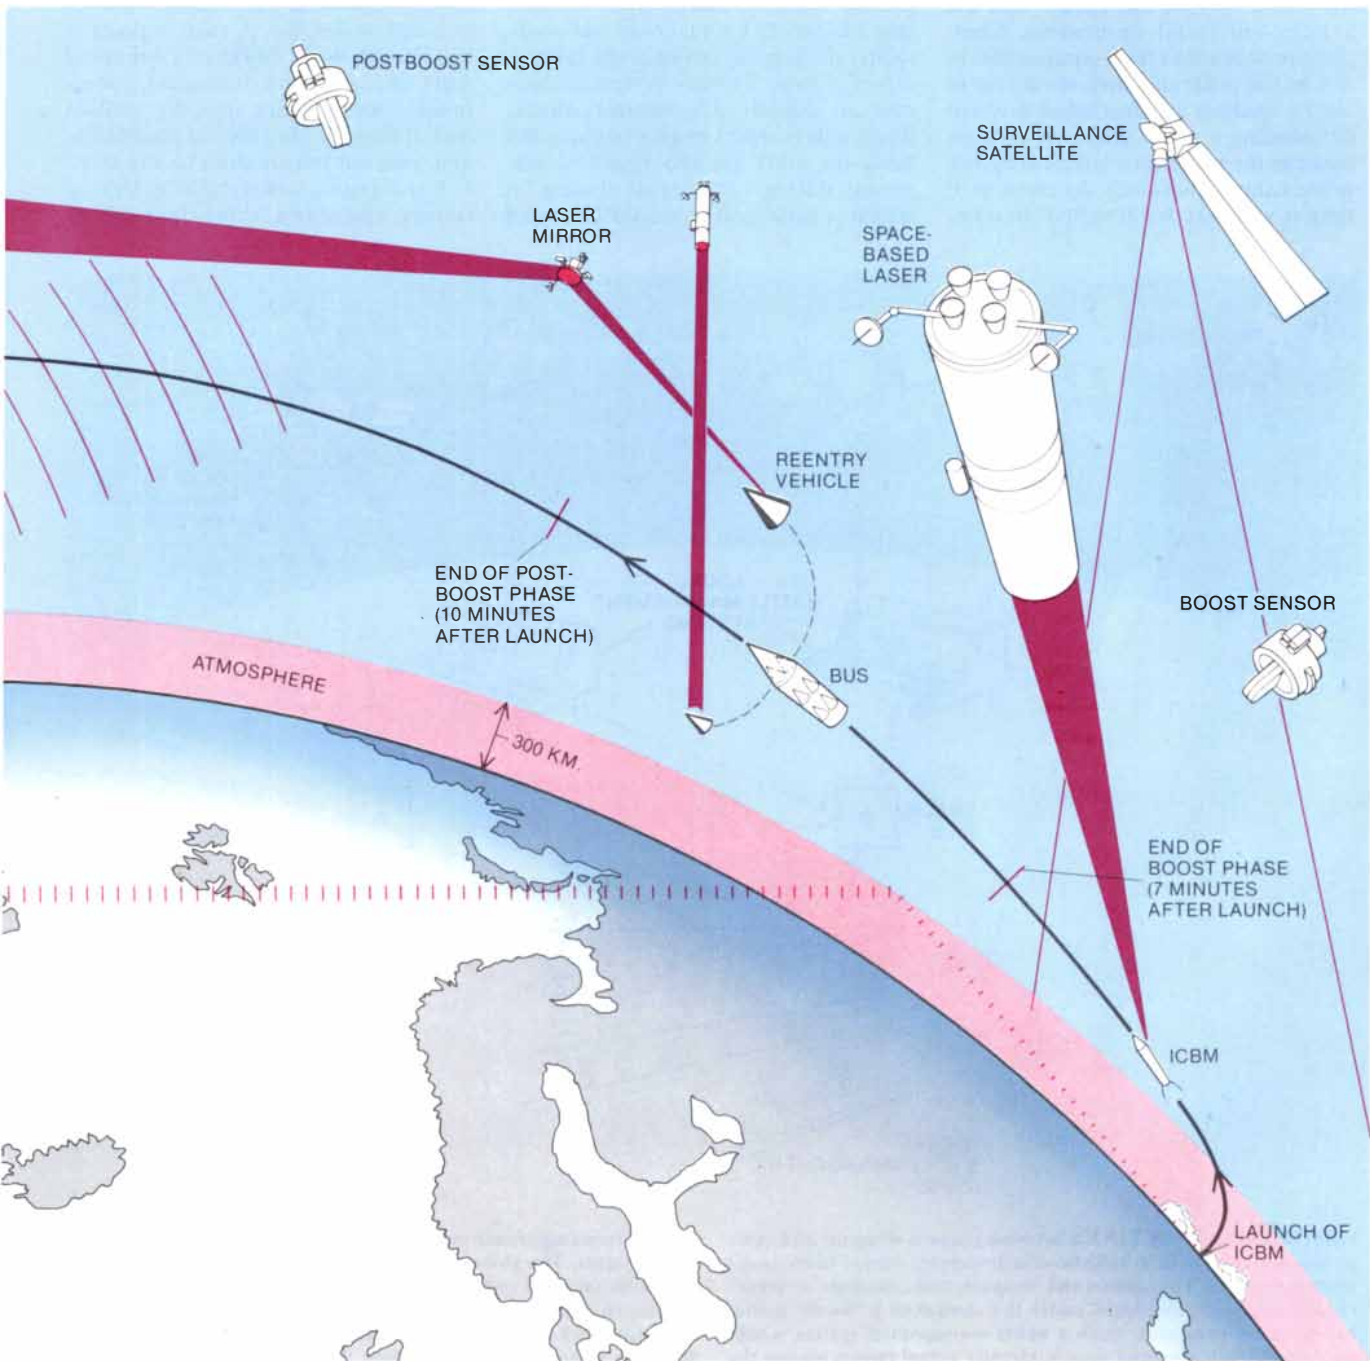 POSTBOOST SENSOR
SURVEILLANCE
SATELLITE
LASER
MIRROR
SPACE-
BASED
LASER
REENTRY
VEHICLE
END OF POST-
BOOST PHASE
(10 MINUTES
AFTER LAUNCH)
BOOST SENSOR
ATMOSPHERE
BUS
300 KM.
END OF
BOOST PHASE
(7 MINUTES
AFTER LAUNCH)
ICBM
LAUNCH OF
ICBM